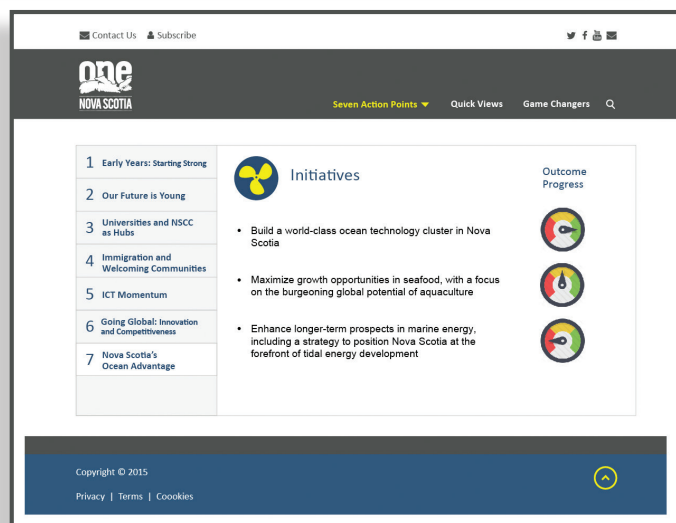 Contact Us Subscribe
one
NOVA SCOTIA
Seven Action Points Quick Views Game Changers
1 Early Years: Starting Strong
2 Our Future is Young
3 Universities and NSCC
as Hubs
4 Immigration and
Welcoming Communities
5 ICT Momentum
6 Going Global: Innovation
and Competitiveness
7 Nova Scotia's
Ocean Advantage
Initiatives
Outcome
Progress
• Build a world-class ocean technology cluster in Nova
Scotia
• Maximize growth opportunities in seafood, with a focus
on the burgeoning global potential of aquaculture
• Enhance longer-term prospects in marine energy,
including a strategy to position Nova Scotia at the
forefront of tidal energy development
Copyright © 2015
Privacy | Terms | Coookies